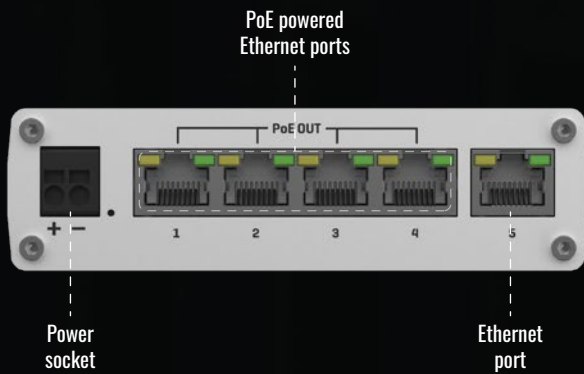 PoE powered
Ethernet ports
PoE OUT
+ −
1 2 3 4 5
Power
socket
Ethernet
port